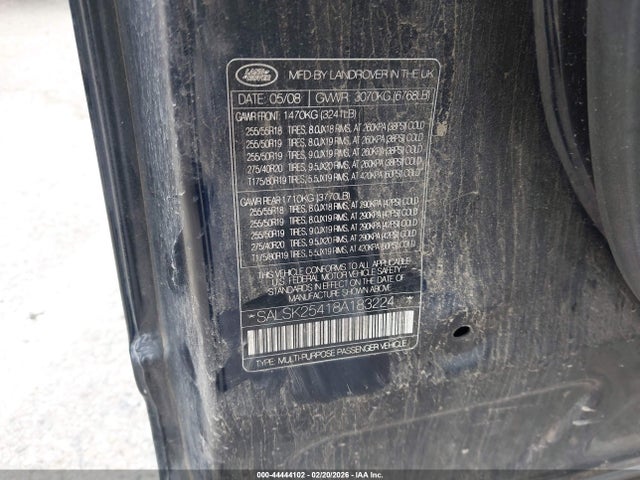 LAND ROVER
MFD BY LANDROVER IN THE UK
DATE: 05/08 GVWR 3070KG (6768LB)
GAWR FRONT: 1470KG (3241LB)
255/55R18 TIRES, 8.0JX18 RIMS, AT 260KPA (38PSI) COLD
255/50R19 TIRES, 8.0JX19 RIMS, AT 260KPA (38PSI) COLD
255/50R19 TIRES, 9.0JX19 RIMS, AT 260KPA (38PSI) COLD
275/40R20 TIRES, 9.5JX20 RIMS, AT 260KPA (38PSI) COLD
T175/80R19 TIRES, 5.5JX19 RIMS, AT 420KPA (60PSI) COLD
GAWR REAR 1710KG (3770LB)
255/55R18 TIRES, 8.0JX18 RIMS, AT 290KPA (42PSI) COLD
255/50R19 TIRES, 8.0JX19 RIMS, AT 290KPA (42PSI) COLD
255/50R19 TIRES, 9.0JX19 RIMS, AT 290KPA (42PSI) COLD
275/40R20 TIRES, 9.5JX20 RIMS, AT 290KPA (42PSI) COLD
T175/80R19 TIRES, 5.5JX19 RIMS, AT 420KPA (60PSI) COLD
THIS VEHICLE CONFORMS TO ALL APPLICABLE
U.S. FEDERAL MOTOR VEHICLE SAFETY
STANDARDS IN EFFECT ON THE DATE OF
MANUFACTURE SHOWN ABOVE
*SALSK25418A183224*
TYPE: MULTI-PURPOSE PASSENGER VEHICLE
000-44444102 02/20/2026 - COPYRIGHT IAA, LLC.